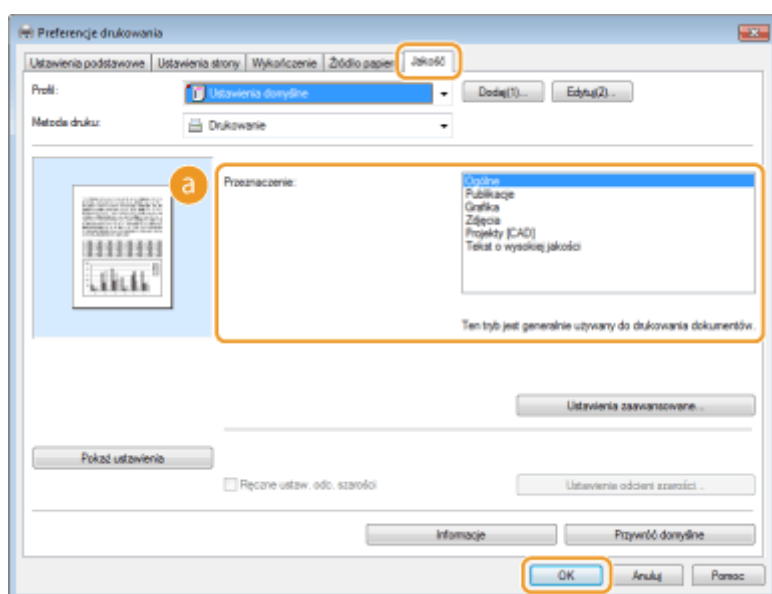 Preferencje drukowania
Ustawienia podstawowe Ustawienia strony Wykończenie Źródło papieru Jakość
Profil: Ustawienia domyślne Dodaj(1)... Edytuj(2)...
Metoda druku: Drukowanie
a
Przeznaczenie: Ogólne
Publikacje
Grafika
Zdjęcia
Projekty [CAD]
Tekst o wysokiej jakości
Ten tryb jest generalnie używany do drukowania dokumentów.
Ustawienia zaawansowane...
Pokaż ustawienia
Ręczne ustaw. odc. szarości Ustawienia odcieni szarości...
Informacje Przywróć domyślne
OK Anuluj Pomoc